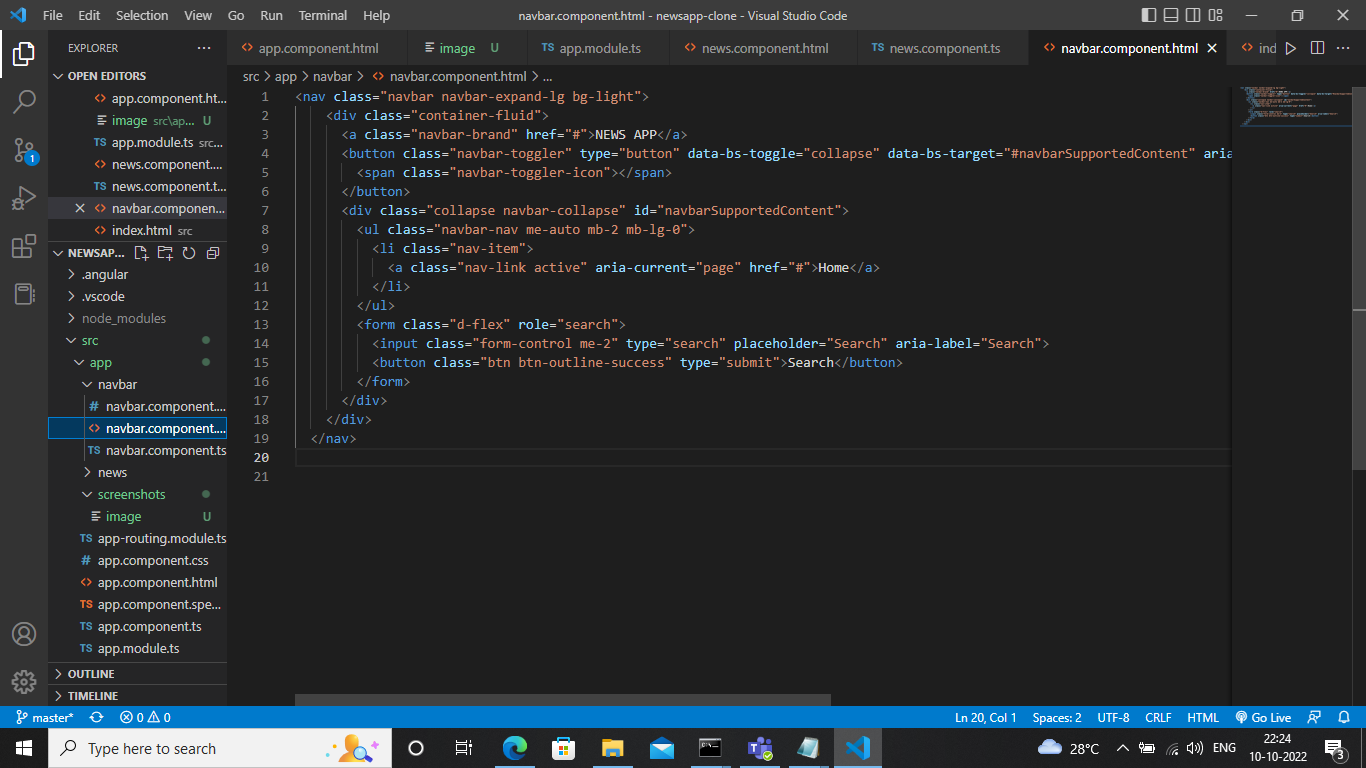 File Edit Selection View Go Run Terminal Help
navbar.component.html - newsapp-clone - Visual Studio Code
EXPLORER
app.component.html
image U
TS app.module.ts
news.component.html
TS news.component.ts
navbar.component.html
ind
OPEN EDITORS
src > app > navbar > navbar.component.html > ...
app.component.ht...
image src\ap... U
TS app.module.ts src...
news.component....
TS news.component.t...
navbar.componen...
index.html src
NEWSAP...
.angular
.vscode
node_modules
src
app
navbar
# navbar.component....
navbar.component....
TS navbar.component.ts
news
screenshots
image U
TS app-routing.module.ts
# app.component.css
app.component.html
TS app.component.spe...
TS app.component.ts
TS app.module.ts
OUTLINE
TIMELINE
1 <nav class="navbar navbar-expand-lg bg-light">
2 <div class="container-fluid">
3 <a class="navbar-brand" href="#">NEWS APP</a>
4 <button class="navbar-toggler" type="button" data-bs-toggle="collapse" data-bs-target="#navbarSupportedContent" aria
5 <span class="navbar-toggler-icon"></span>
6 </button>
7 <div class="collapse navbar-collapse" id="navbarSupportedContent">
8 <ul class="navbar-nav me-auto mb-2 mb-lg-0">
9 <li class="nav-item">
10 <a class="nav-link active" aria-current="page" href="#">Home</a>
11 </li>
12 </ul>
13 <form class="d-flex" role="search">
14 <input class="form-control me-2" type="search" placeholder="Search" aria-label="Search">
15 <button class="btn btn-outline-success" type="submit">Search</button>
16 </form>
17 </div>
18 </div>
19 </nav>
20
21
master* 0 0
Ln 20, Col 1 Spaces: 2 UTF-8 CRLF HTML Go Live
1
Type here to search
28°C
ENG
22:24
10-10-2022
3